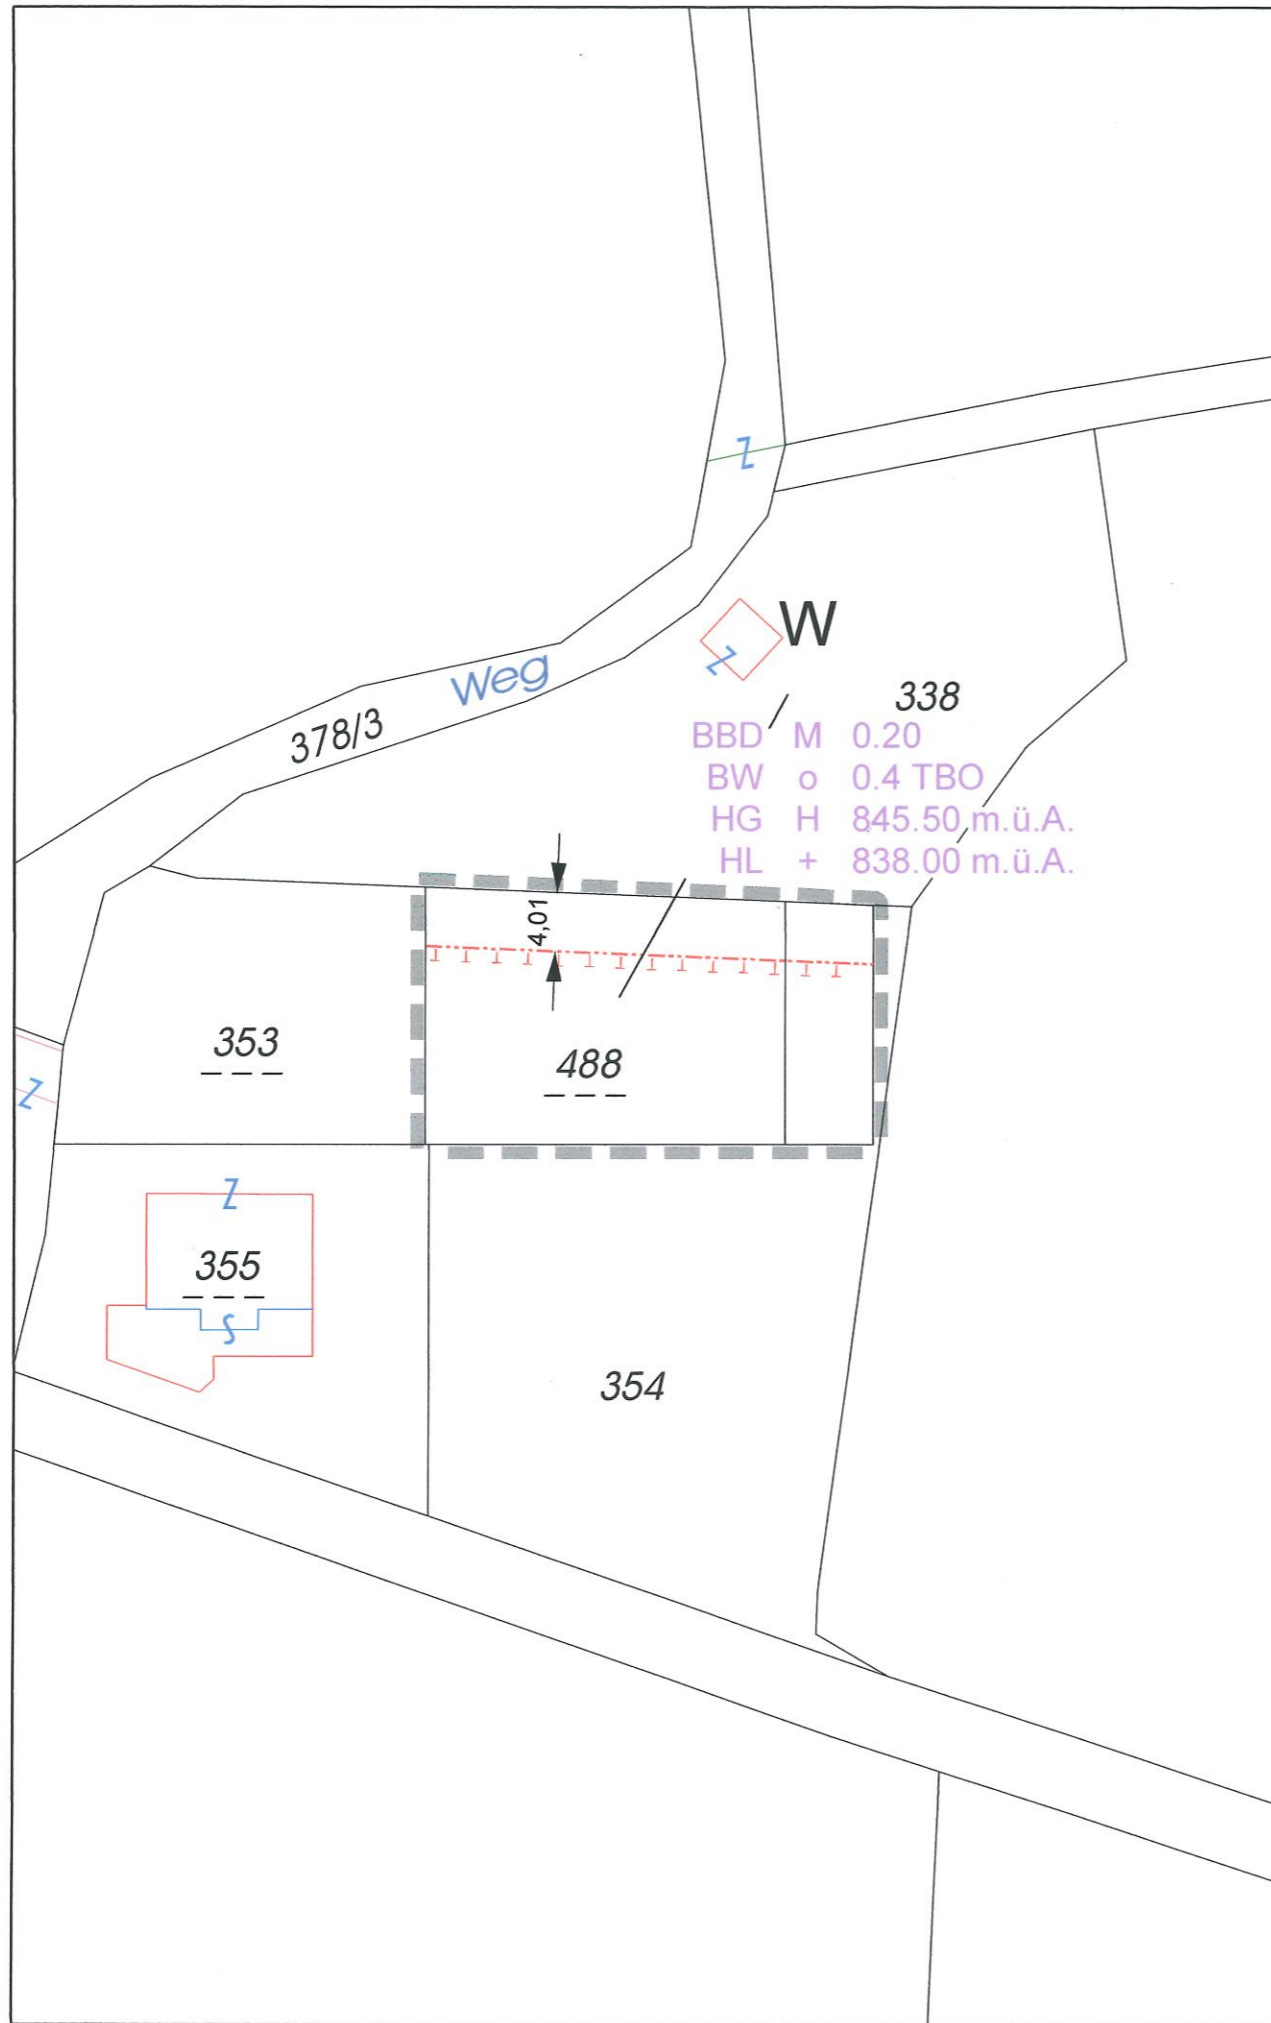 Z
W
Z
338
Weg
378/3
BBD M 0.20
BW o 0.4 TBO
HG H 845.50 m.ü.A.
HL + 838.00 m.ü.A.
4,01
353
488
Z
Z
355
S
354